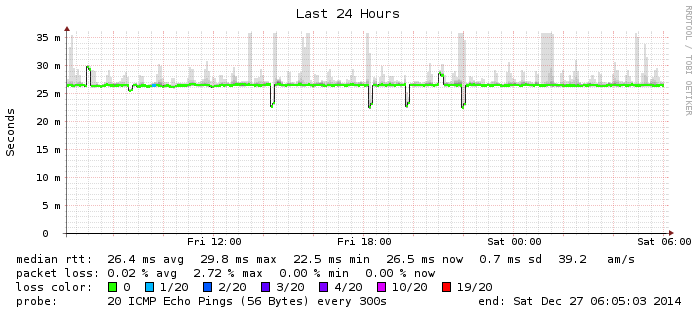 Last 24 Hours
RRDTOOL / TOBI OETIKER
Seconds
35 m
30 m
25 m
20 m
15 m
10 m
5 m
0
Fri 12:00 Fri 18:00 Sat 00:00 Sat 06:00
median rtt: 26.4 ms avg 29.8 ms max 22.5 ms min 26.5 ms now 0.7 ms sd 39.2 am/s
packet loss: 0.02 % avg 2.72 % max 0.00 % min 0.00 % now
loss color: 0 1/20 2/20 3/20 4/20 10/20 19/20
probe: 20 ICMP Echo Pings (56 Bytes) every 300s end: Sat Dec 27 06:05:03 2014